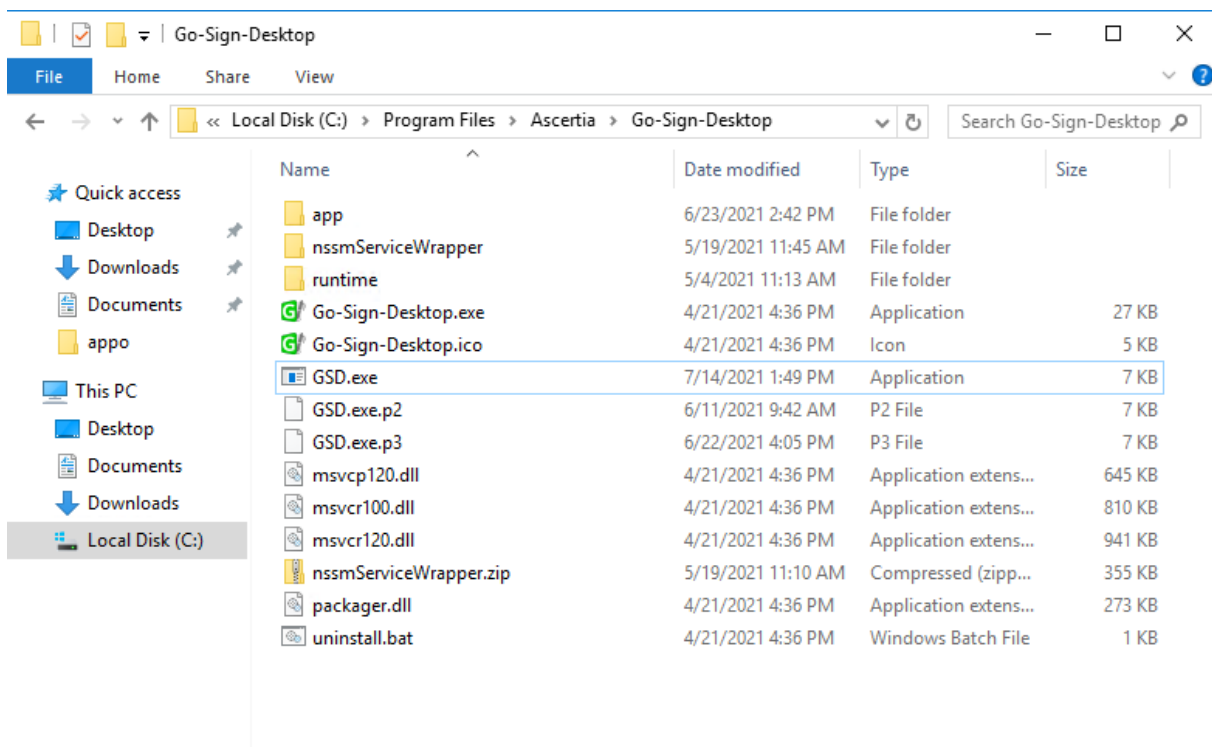 Go-Sign-Desktop
File Home Share View
« Local Disk (C:) > Program Files > Ascertia > Go-Sign-Desktop Search Go-Sign-Desktop
Name Date modified Type Size
Quick access
Desktop
Downloads
Documents
appo
This PC
Desktop
Documents
Downloads
Local Disk (C:)
app 6/23/2021 2:42 PM File folder
nssmServiceWrapper 5/19/2021 11:45 AM File folder
runtime 5/4/2021 11:13 AM File folder
Go-Sign-Desktop.exe 4/21/2021 4:36 PM Application 27 KB
Go-Sign-Desktop.ico 4/21/2021 4:36 PM Icon 5 KB
GSD.exe 7/14/2021 1:49 PM Application 7 KB
GSD.exe.p2 6/11/2021 9:42 AM P2 File 7 KB
GSD.exe.p3 6/22/2021 4:05 PM P3 File 7 KB
msvcp120.dll 4/21/2021 4:36 PM Application extens... 645 KB
msvcr100.dll 4/21/2021 4:36 PM Application extens... 810 KB
msvcr120.dll 4/21/2021 4:36 PM Application extens... 941 KB
nssmServiceWrapper.zip 5/19/2021 11:10 AM Compressed (zipp... 355 KB
packager.dll 4/21/2021 4:36 PM Application extens... 273 KB
uninstall.bat 4/21/2021 4:36 PM Windows Batch File 1 KB